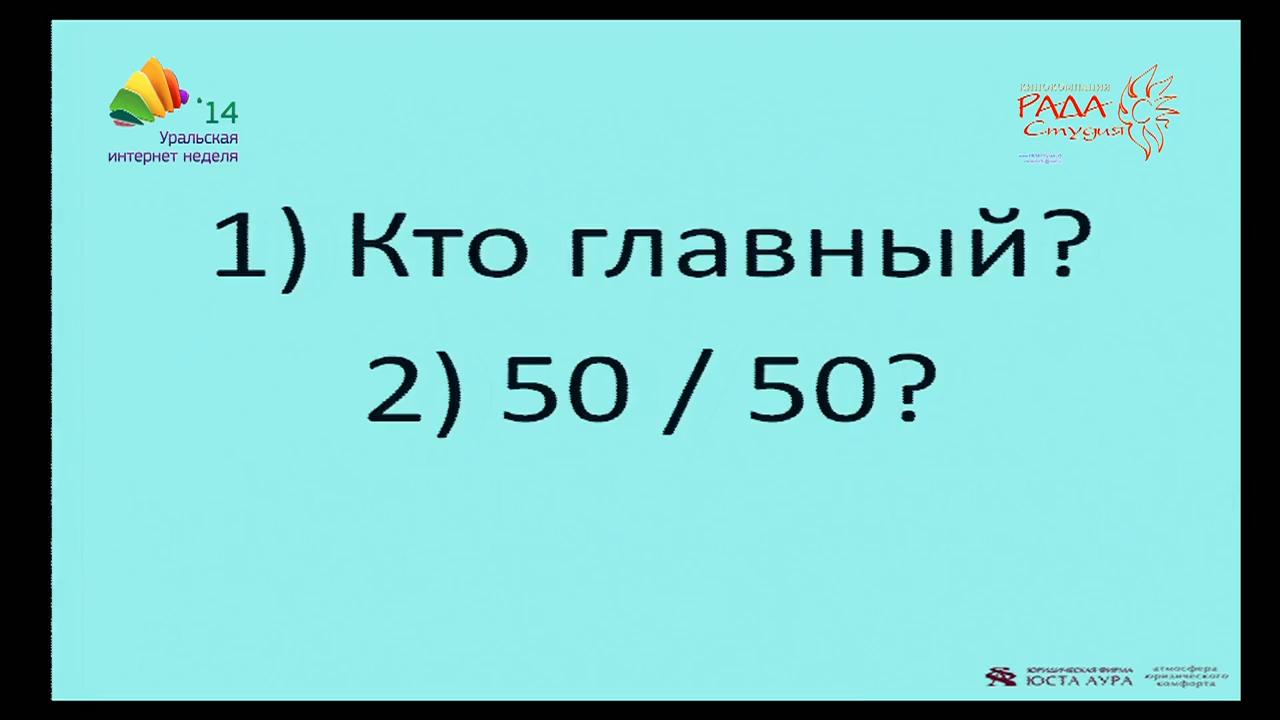 '14
Уральская
интернет неделя
КИНОКОМПАНИЯ
РАДА
Студия
1) Кто главный?
2) 50 / 50?
ЮРИДИЧЕСКАЯ ФИРМА
ЮСТА АУРА
атмосфера
юридического
комфорта